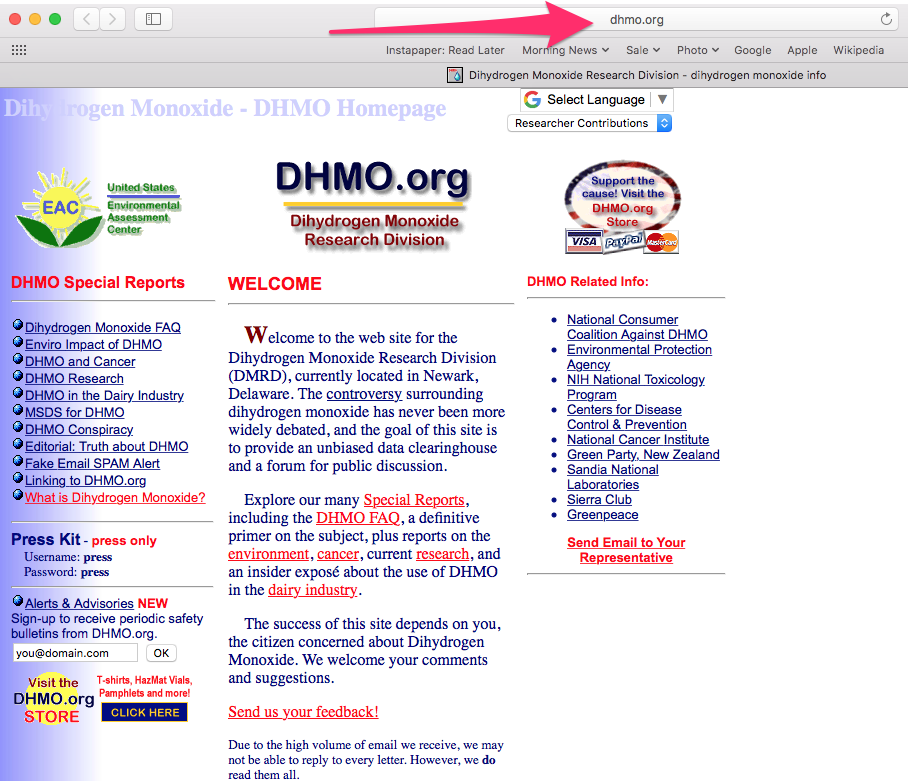 dhmo.org
Instapaper: Read Later Morning News Sale Photo Google Apple Wikipedia
Dihydrogen Monoxide Research Division - dihydrogen monoxide info
Dihydrogen Monoxide - DHMO Homepage
Select Language
Researcher Contributions
EAC
United States
Environmental
Assessment
Center
DHMO.org
Dihydrogen Monoxide
Research Division
Support the
cause! Visit the
DHMO.org
Store
VISA PayPal MasterCard
DHMO Special Reports
Dihydrogen Monoxide FAQ
Enviro Impact of DHMO
DHMO and Cancer
DHMO Research
DHMO in the Dairy Industry
MSDS for DHMO
DHMO Conspiracy
Editorial: Truth about DHMO
Fake Email SPAM Alert
Linking to DHMO.org
What is Dihydrogen Monoxide?
Press Kit - press only
Username: press
Password: press
Alerts & Advisories NEW
Sign-up to receive periodic safety
bulletins from DHMO.org.
you@domain.com OK
Visit the
DHMO.org
STORE
T-shirts, HazMat Vials,
Pamphlets and more!
CLICK HERE
WELCOME
Welcome to the web site for the
Dihydrogen Monoxide Research Division
(DMRD), currently located in Newark,
Delaware. The controversy surrounding
dihydrogen monoxide has never been more
widely debated, and the goal of this site is
to provide an unbiased data clearinghouse
and a forum for public discussion.
Explore our many Special Reports,
including the DHMO FAQ, a definitive
primer on the subject, plus reports on the
environment, cancer, current research, and
an insider exposé about the use of DHMO
in the dairy industry.
The success of this site depends on you,
the citizen concerned about Dihydrogen
Monoxide. We welcome your comments
and suggestions.
Send us your feedback!
Due to the high volume of email we receive, we may
not be able to reply to every letter. However, we do
read them all.
DHMO Related Info:
National Consumer
Coalition Against DHMO
Environmental Protection
Agency
NIH National Toxicology
Program
Centers for Disease
Control & Prevention
National Cancer Institute
Green Party, New Zealand
Sandia National
Laboratories
Sierra Club
Greenpeace
Send Email to Your
Representative